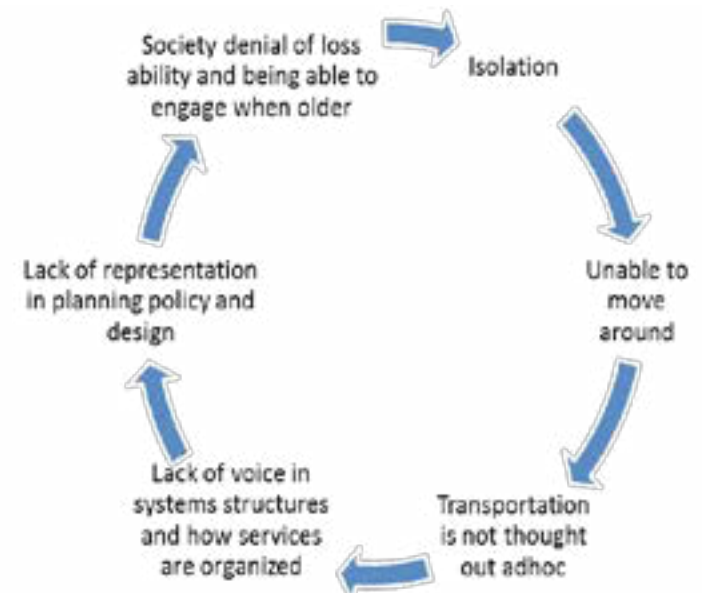 Society denial of loss
ability and being able to
engage when older
Isolation
Unable to
move
around
Transportation
is not thought
out adhoc
Lack of voice in
systems structures
and how services
are organized
Lack of representation
in planning policy and
design